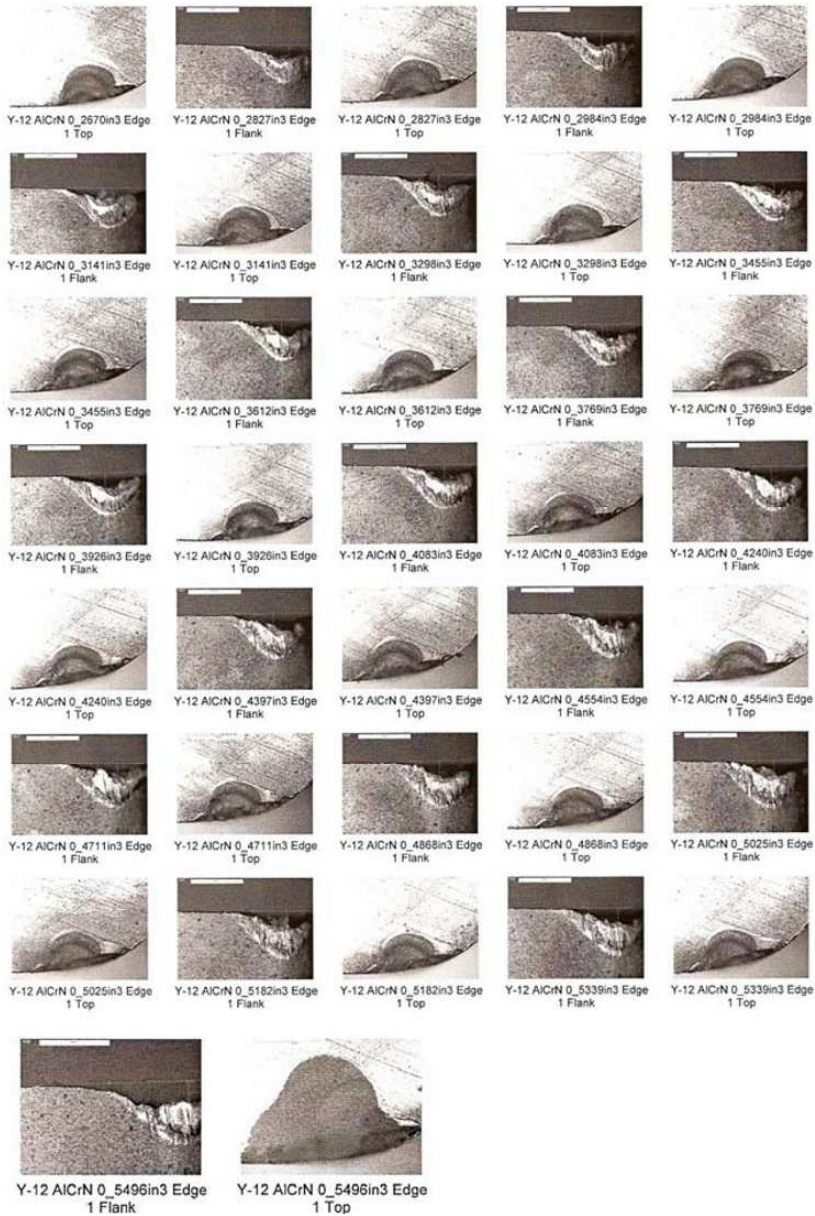 Y-12 AlCrN 0_2670in3 Edge
1 Top
Y-12 AlCrN 0_2827in3 Edge
1 Flank
Y-12 AlCrN 0_2827in3 Edge
1 Top
Y-12 AlCrN 0_2984in3 Edge
1 Flank
Y-12 AlCrN 0_2984in3 Edge
1 Top
Y-12 AlCrN 0_3141in3 Edge
1 Flank
Y-12 AlCrN 0_3141in3 Edge
1 Top
Y-12 AlCrN 0_3298in3 Edge
1 Flank
Y-12 AlCrN 0_3298in3 Edge
1 Top
Y-12 AlCrN 0_3455in3 Edge
1 Flank
Y-12 AlCrN 0_3455in3 Edge
1 Top
Y-12 AlCrN 0_3612in3 Edge
1 Flank
Y-12 AlCrN 0_3612in3 Edge
1 Top
Y-12 AlCrN 0_3769in3 Edge
1 Flank
Y-12 AlCrN 0_3769in3 Edge
1 Top
Y-12 AlCrN 0_3926in3 Edge
1 Flank
Y-12 AlCrN 0_3926in3 Edge
1 Top
Y-12 AlCrN 0_4083in3 Edge
1 Flank
Y-12 AlCrN 0_4083in3 Edge
1 Top
Y-12 AlCrN 0_4240in3 Edge
1 Flank
Y-12 AlCrN 0_4240in3 Edge
1 Top
Y-12 AlCrN 0_4397in3 Edge
1 Flank
Y-12 AlCrN 0_4397in3 Edge
1 Top
Y-12 AlCrN 0_4554in3 Edge
1 Flank
Y-12 AlCrN 0_4554in3 Edge
1 Top
Y-12 AlCrN 0_4711in3 Edge
1 Flank
Y-12 AlCrN 0_4711in3 Edge
1 Top
Y-12 AlCrN 0_4868in3 Edge
1 Flank
Y-12 AlCrN 0_4868in3 Edge
1 Top
Y-12 AlCrN 0_5025in3 Edge
1 Flank
Y-12 AlCrN 0_5025in3 Edge
1 Top
Y-12 AlCrN 0_5182in3 Edge
1 Flank
Y-12 AlCrN 0_5182in3 Edge
1 Top
Y-12 AlCrN 0_5339in3 Edge
1 Flank
Y-12 AlCrN 0_5339in3 Edge
1 Top
Y-12 AlCrN 0_5496in3 Edge
1 Flank
Y-12 AlCrN 0_5496in3 Edge
1 Top